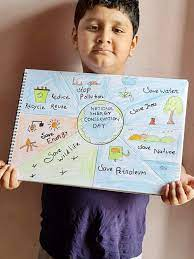 Stop
Pollution
Reduce
Recycle Reuse
Save Water
Save Trees
NATIONAL
ENERGY
CONSERVATION
DAY
Save
Energy
Save
Wildlife
Save
Nature
Save Petroleum